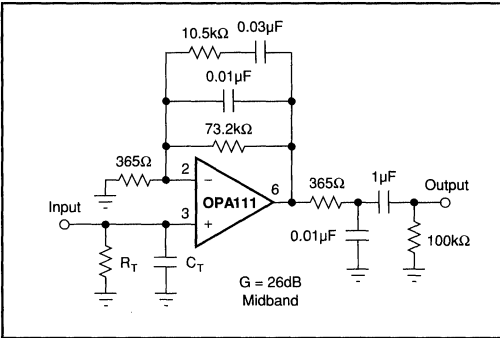 10.5kΩ
0.03µF
0.01µF
73.2kΩ
365Ω
2
6
365Ω
1µF
Output
OPA111
Input
3
0.01µF
100kΩ
R_T
C_T
G = 26dB
Midband